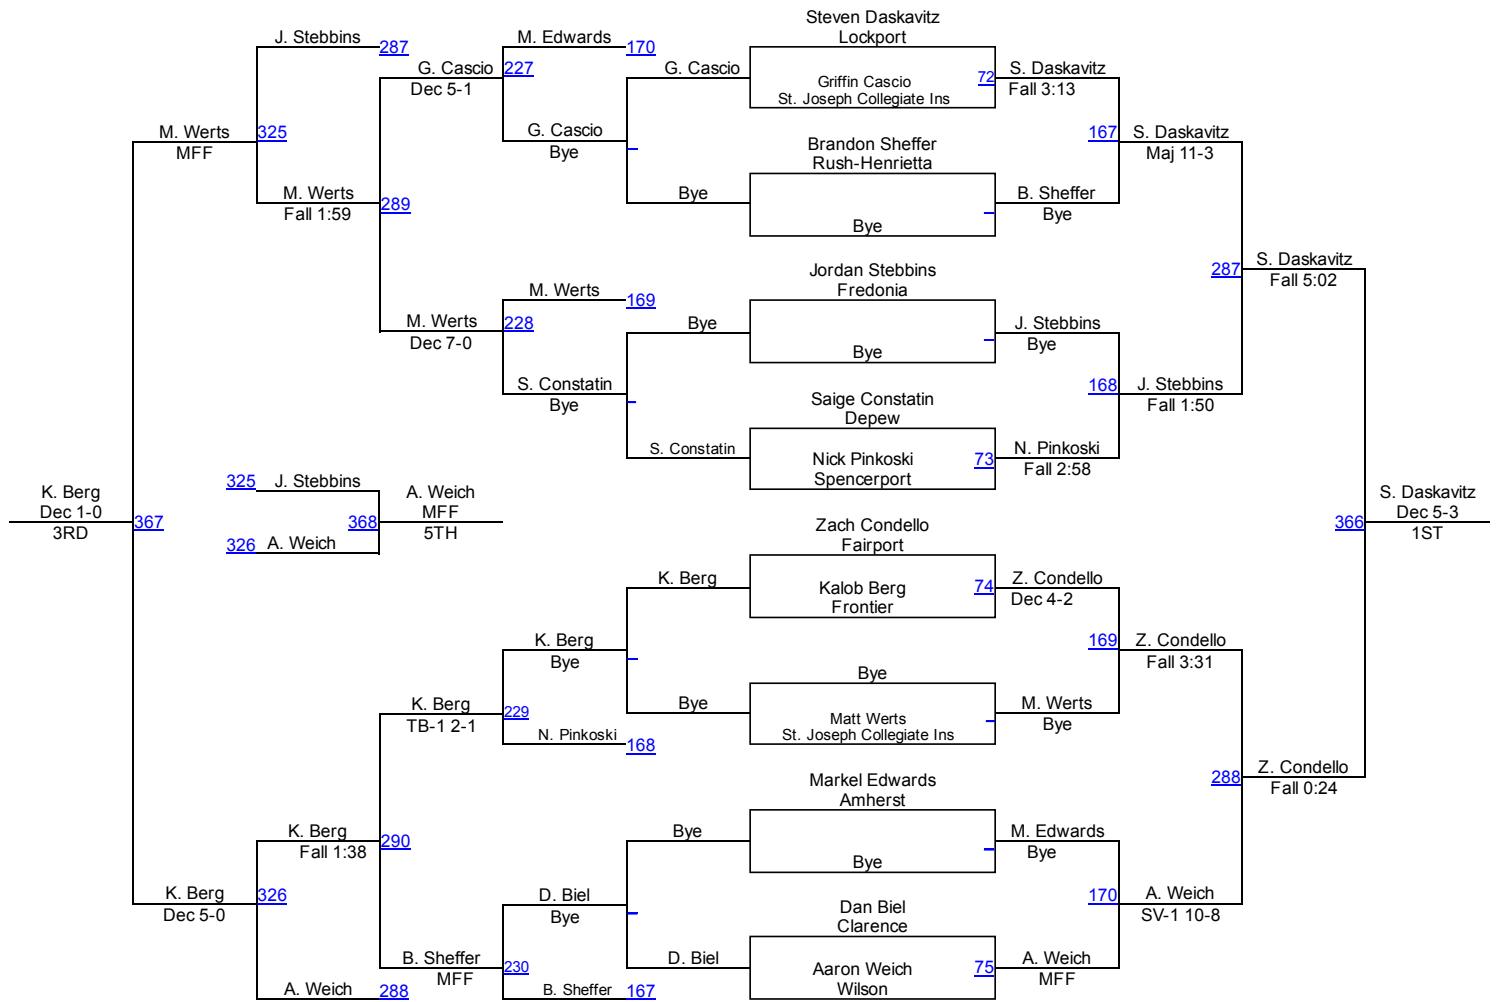 Steven Daskavitz
Lockport
J. Stebbins
287
M. Edwards
170
G. Cascio
227
Dec 5-1
G. Cascio
Griffin Cascio
St. Joseph Collegiate Ins
72
S. Daskavitz
Fall 3:13
M. Werts
325
MFF
G. Cascio
Bye
Brandon Sheffer
Rush-Henrietta
167
S. Daskavitz
Maj 11-3
M. Werts
Fall 1:59
289
Bye
Bye
B. Sheffer
Bye
Jordan Stebbins
Fredonia
287
S. Daskavitz
Fall 5:02
M. Werts
169
M. Werts
228
Dec 7-0
Bye
Bye
J. Stebbins
Bye
S. Constatin
Bye
Saige Constatin
Depew
168
J. Stebbins
Fall 1:50
S. Constatin
Nick Pinkoski
Spencerport
73
N. Pinkoski
Fall 2:58
325
J. Stebbins
K. Berg
Dec 1-0
3RD
367
368
A. Weich
MFF
5TH
326
A. Weich
Zach Condello
Fairport
366
S. Daskavitz
Dec 5-3
1ST
K. Berg
Kalob Berg
Frontier
74
Z. Condello
Dec 4-2
K. Berg
Bye
169
Z. Condello
Fall 3:31
Bye
K. Berg
229
TB-1 2-1
Bye
Matt Werts
St. Joseph Collegiate Ins
M. Werts
Bye
N. Pinkoski
168
Markel Edwards
Amherst
288
Z. Condello
Fall 0:24
K. Berg
Fall 1:38
290
Bye
Bye
M. Edwards
Bye
K. Berg
326
Dec 5-0
D. Biel
Bye
Dan Biel
Clarence
170
A. Weich
SV-1 10-8
B. Sheffer
230
MFF
D. Biel
Aaron Weich
Wilson
75
A. Weich
MFF
A. Weich
288
B. Sheffer
167